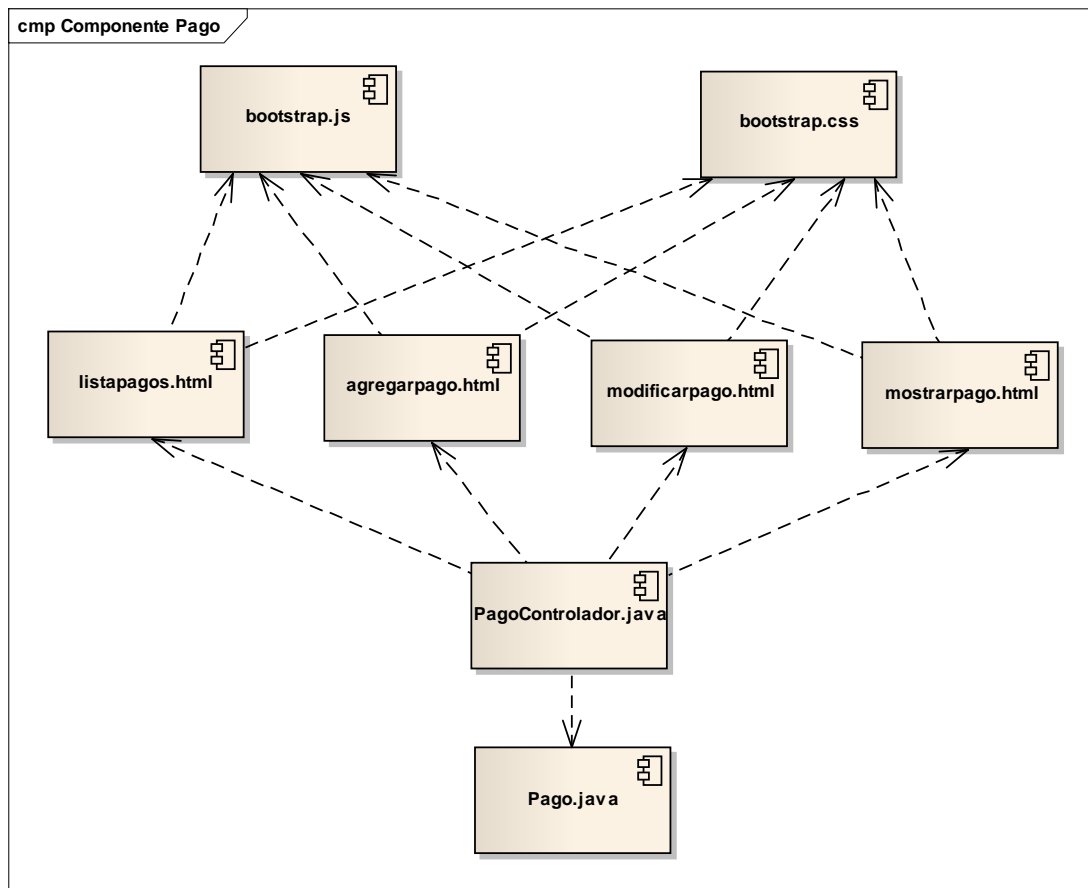 cmp Componente Pago
bootstrap.js
bootstrap.css
listapagos.html
agregarpago.html
modificarpago.html
mostrarpago.html
PagoControlador.java
Pago.java